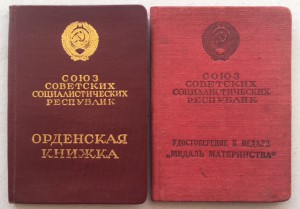 СОЮЗ
СОВЕТСКИХ
СОЦИАЛИСТИЧЕСКИХ
РЕСПУБЛИК
ОРДЕНСКАЯ
КНИЖКА
СОЮЗ
СОВЕТСКИХ
СОЦИАЛИСТИЧЕСКИХ
РЕСПУБЛИК
УДОСТОВЕРЕНИЕ К МЕДАЛИ
„МЕДАЛЬ МАТЕРИНСТВА"